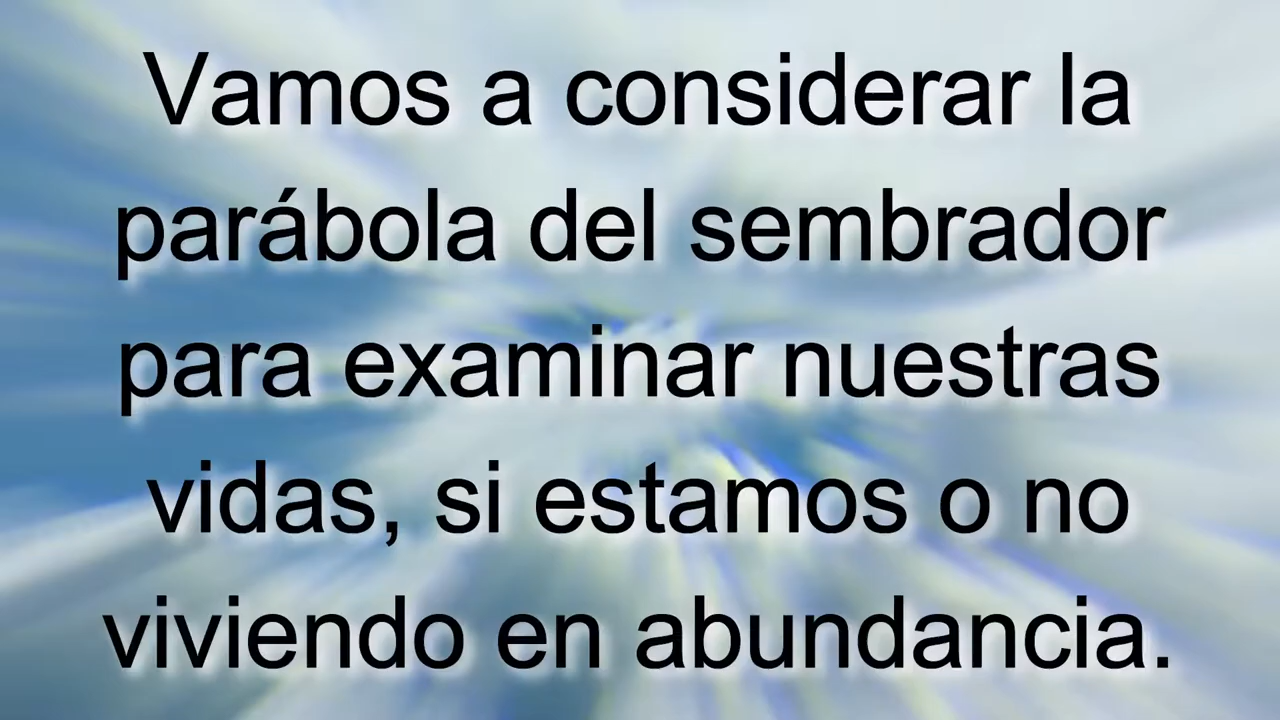 Vamos a considerar la
parábola del sembrador
para examinar nuestras
vidas, si estamos o no
viviendo en abundancia.